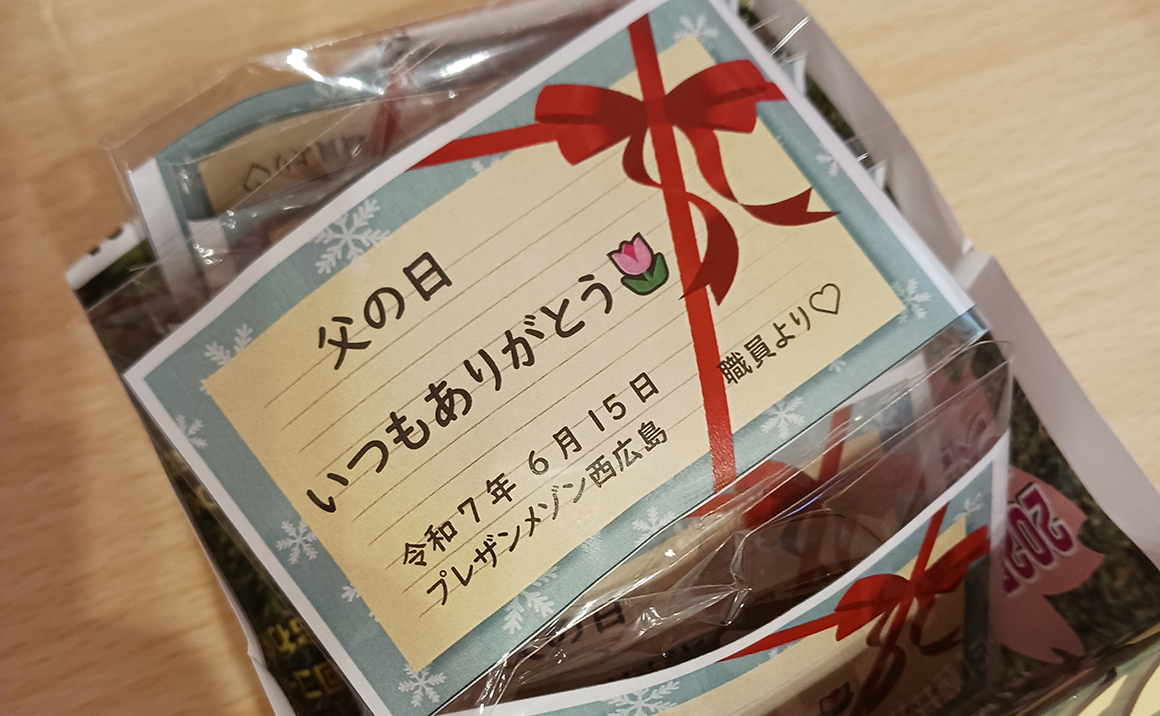 父の日
いつもありがとう
令和7年 6月 15日
プレザンメゾン西広島
職員より♡